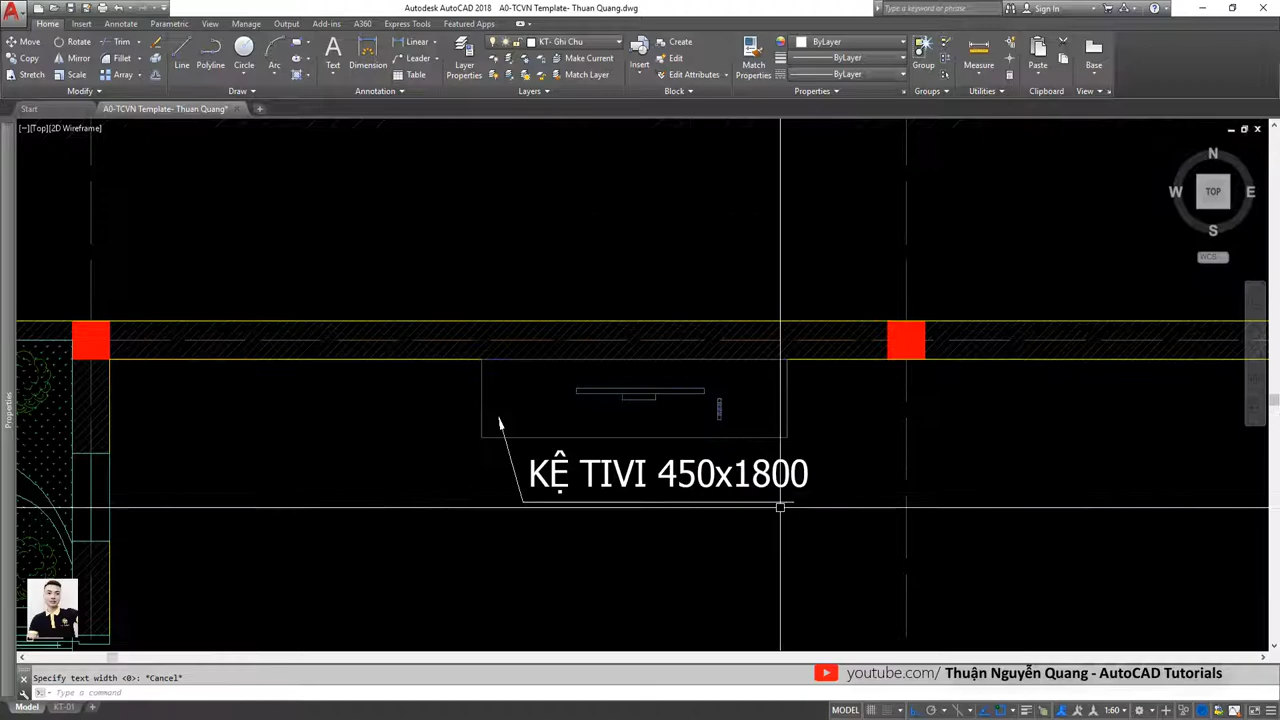 Autodesk AutoCAD 2018 A0-TCVN Template- Thuan Quang.dwg
Type a keyword or phrase
Sign In
Home Insert Annotate Parametric View Manage Output Add-ins A360 Express Tools Featured Apps
Move Rotate Trim
Copy Mirror Fillet
Stretch Scale Array
Line Polyline Circle Arc
Text Dimension
Linear
Leader
Table
Layer Properties
KT- Ghi Chu
Make Current
Match Layer
Insert
Create
Edit
Edit Attributes
Match Properties
ByLayer
ByLayer
ByLayer
Group
Measure
Paste
Base
Modify Draw Annotation Layers Block Properties Groups Utilities Clipboard View
Start A0-TCVN Template- Thuan Quang*
[−][Top][2D Wireframe]
N
W TOP E
S
WCS
Properties
KỆ TIVI 450x1800
Specify text width <0>: *Cancel*
Type a command
youtube.com/ Thuận Nguyễn Quang - AutoCAD Tutorials
Model KT-01
MODEL 1:60